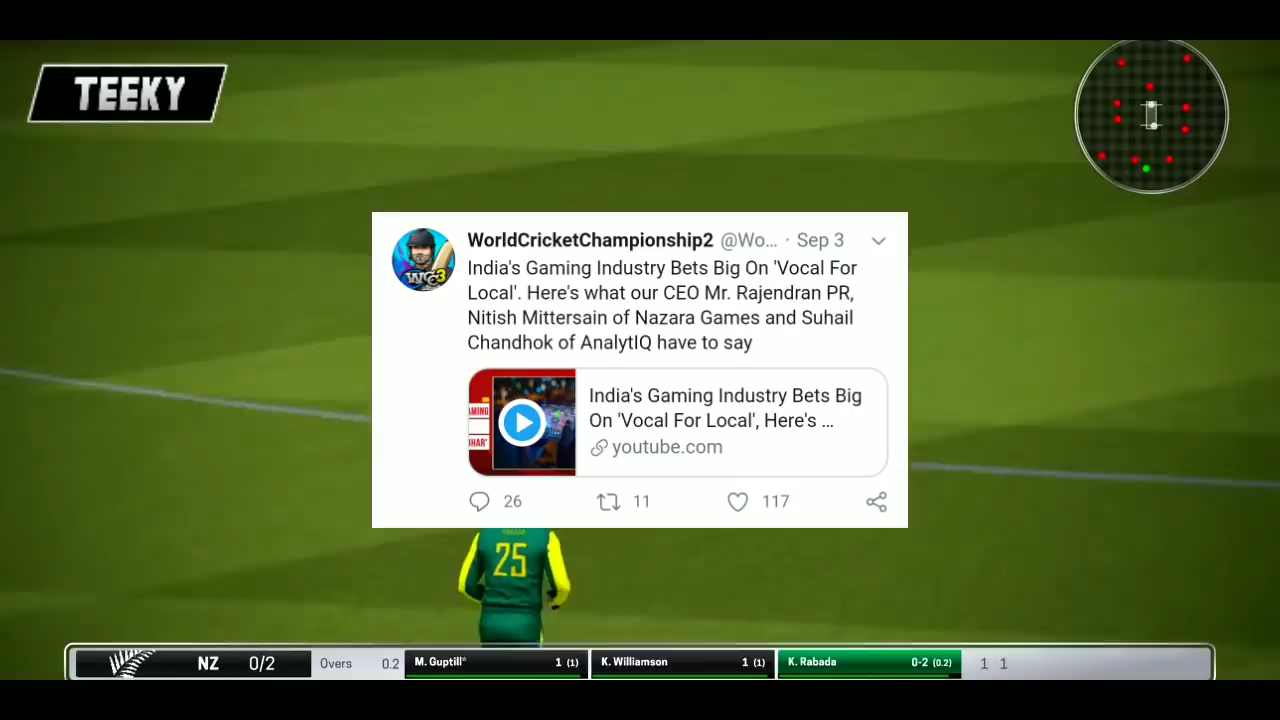 TEEKY
WorldCricketChampionship2 @Wo... · Sep 3
India's Gaming Industry Bets Big On 'Vocal For
Local'. Here's what our CEO Mr. Rajendran PR,
Nitish Mittersain of Nazara Games and Suhail
Chandhok of AnalytIQ have to say
WCC3
AMING
HAR'
India's Gaming Industry Bets Big
On 'Vocal For Local', Here's ...
youtube.com
26 11 117
25
NZ 0/2 Overs 0.2 M. Guptill* 1 (1) K. Williamson 1 (1) K. Rabada 0-2 (0.2) 1 1